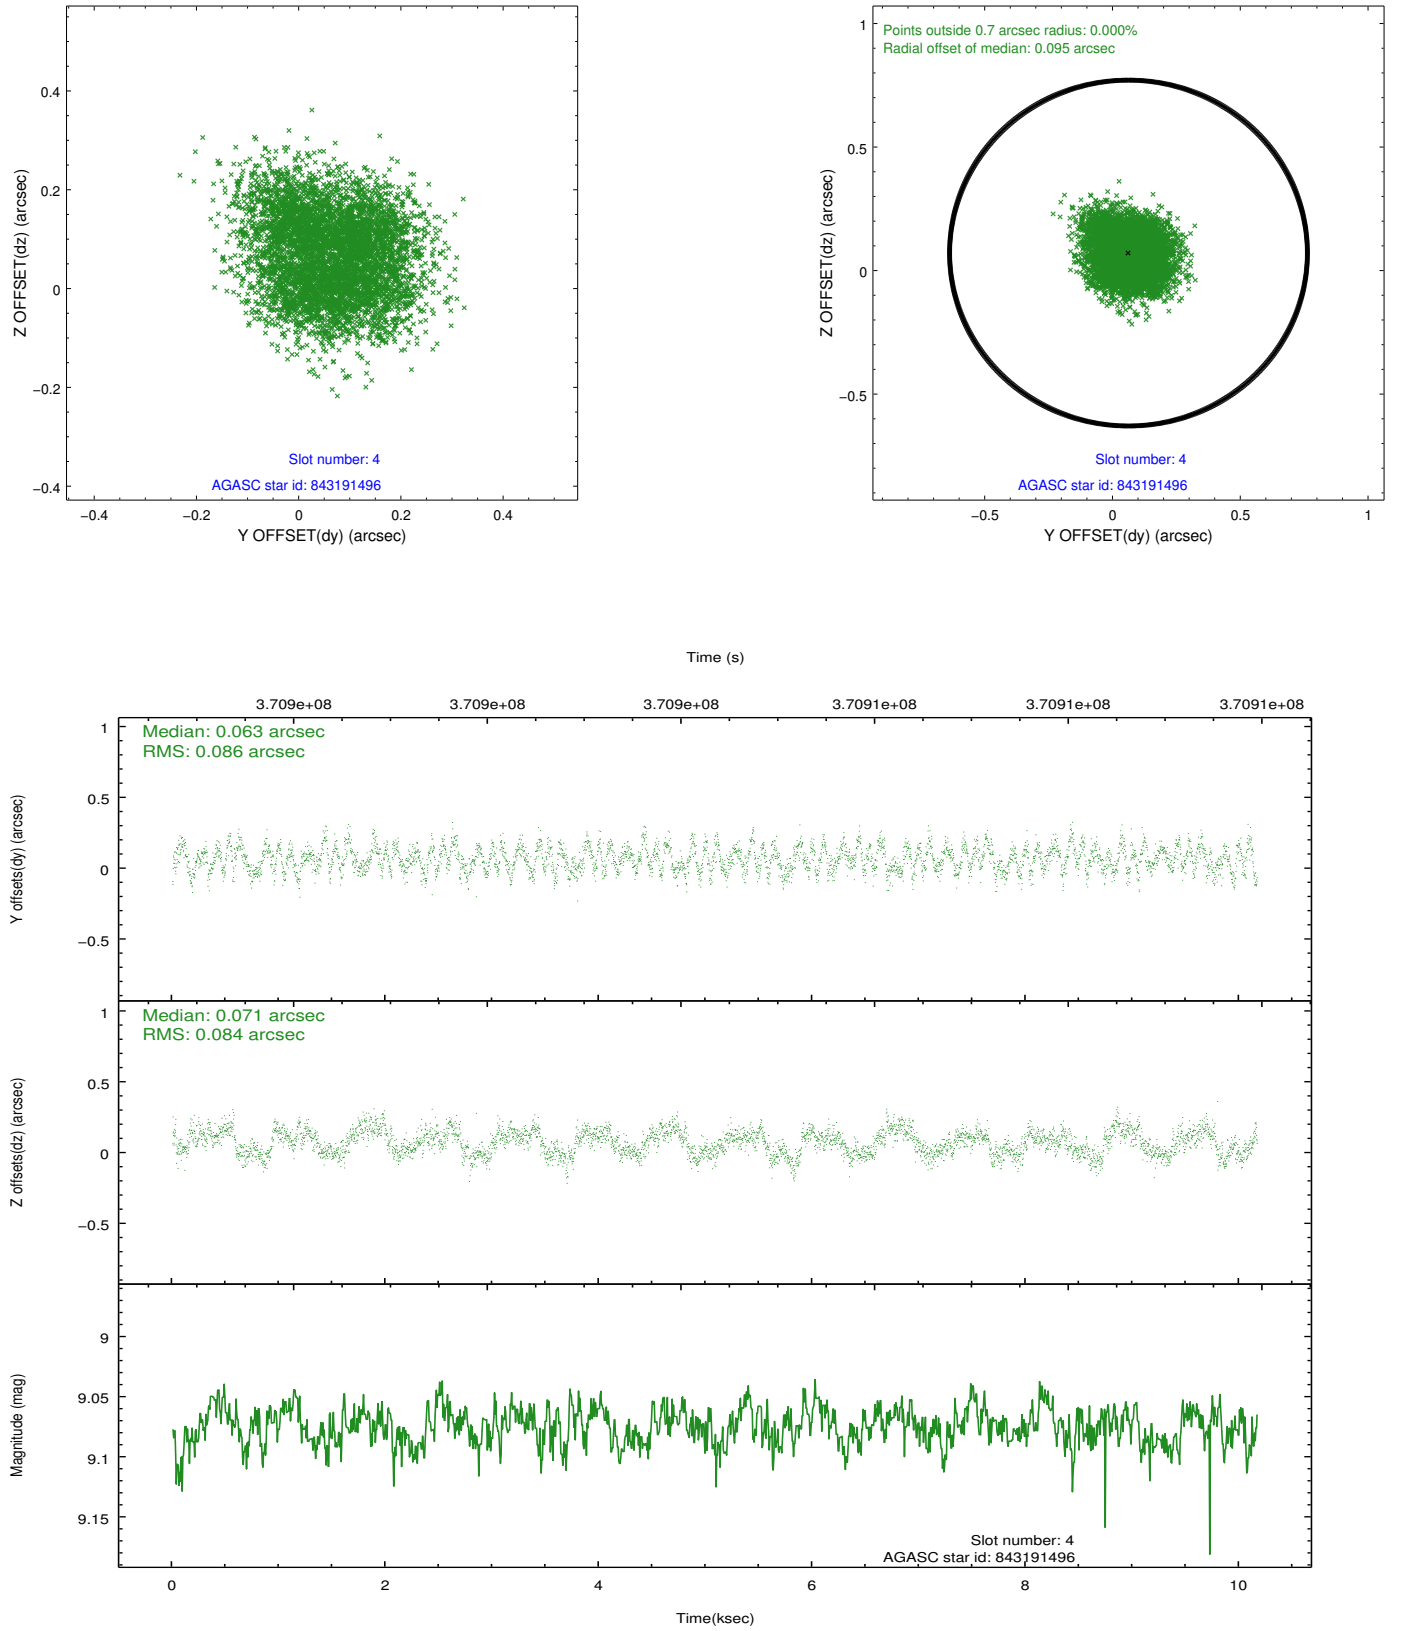 0.4
0.2
0
−0.2
−0.4
Z OFFSET(dz) (arcsec)
Slot number: 4
AGASC star id: 843191496
−0.4 −0.2 0 0.2 0.4
Y OFFSET(dy) (arcsec)
Points outside 0.7 arcsec radius: 0.000%
Radial offset of median: 0.095 arcsec
1
0.5
0
−0.5
Z OFFSET(dz) (arcsec)
Slot number: 4
AGASC star id: 843191496
−0.5 0 0.5 1
Y OFFSET(dy) (arcsec)
Time (s)
3.709e+08 3.709e+08 3.709e+08 3.7091e+08 3.7091e+08 3.7091e+08
Median: 0.063 arcsec
RMS: 0.086 arcsec
1
0.5
0
−0.5
Y offsets(dy) (arcsec)
Median: 0.071 arcsec
RMS: 0.084 arcsec
1
0.5
0
−0.5
Z offsets(dz) (arcsec)
9
9.05
9.1
9.15
Magnitude (mag)
Slot number: 4
AGASC star id: 843191496
0 2 4 6 8 10
Time(ksec)